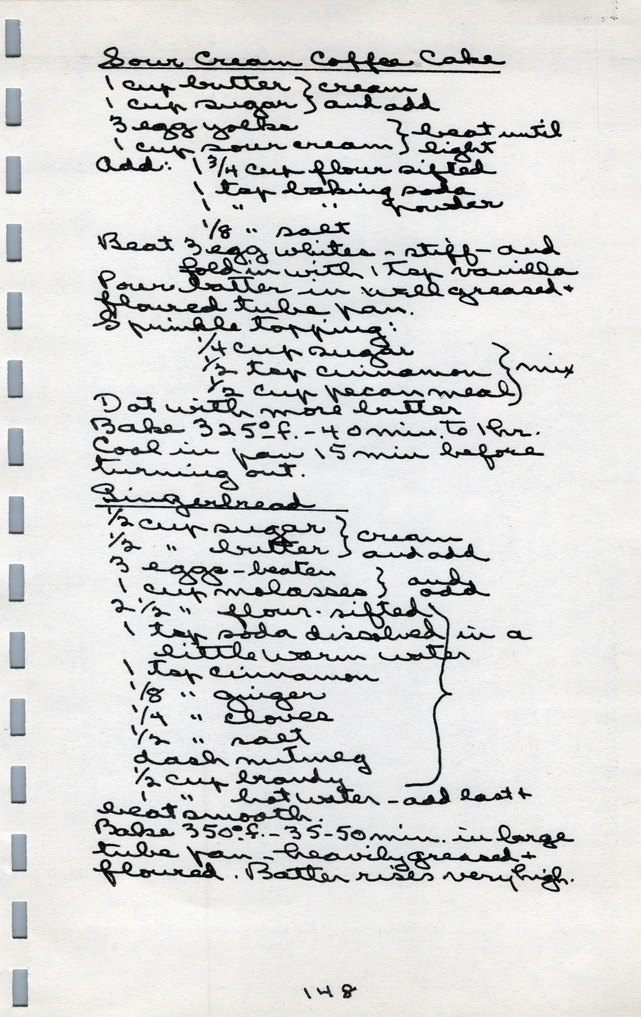 Sour Cream Coffee Cake
1 cup butter } cream
1 cup sugar } and add
3 egg yolks } beat until
1 cup sour cream } light
Add: 1 3/4 cup flour sifted
1 tsp baking soda
1 " " powder
1/8 " salt
Beat 3 egg whites - stiff - and
fold in with 1 tsp vanilla
Pour batter in well greased +
floured tube pan.
Sprinkle topping:
1/4 cup sugar
1/2 tsp cinnamon } mix
1/2 cup pecan meal
Dot with more butter
Bake 325° f. - 40 min. to 1 hr.
Cool in pan 15 min before
turning out.
Gingerbread
1/2 cup sugar } cream
1/2 " butter } and add
3 eggs - beaten } and
1 cup molasses } add
2 1/2 " flour - sifted
1 tsp soda dissolved in a
little warm water
1 tsp cinnamon
1/8 " ginger
1/4 " cloves
1/2 " salt
dash nutmeg
1/2 cup brandy
1 " hot water - add last +
beat smooth.
Bake 350° f. - 35-50 min. in large
tube pan - heavily greased +
floured. Batter rises very high.
148